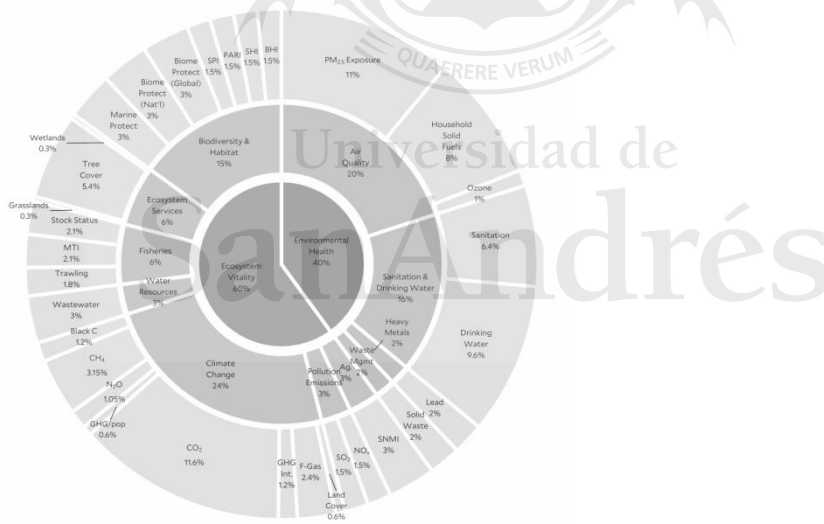 QUAERERE VERUM
Universidad de
SanAndrés
Environmental
Health
40%
Ecosystem
Vitality
60%
Air
Quality
20%
Sanitation &
Drinking Water
16%
Heavy
Metals
2%
Waste
Mgmt
2%
Ag.
3%
Pollution
Emissions
3%
Climate
Change
24%
Water
Resources
3%
Fisheries
6%
Ecosystem
Services
6%
Biodiversity &
Habitat
15%
PM2.5 Exposure
11%
Household
Solid
Fuels
8%
Ozone
1%
Sanitation
6.4%
Drinking
Water
9.6%
Lead
2%
Solid
Waste
2%
SNMI
3%
NOx
1.5%
SO2
1.5%
Land
Cover
0.6%
F-Gas
2.4%
GHG
Int.
1.2%
CO2
11.6%
GHG/pop
0.6%
N2O
1.05%
CH4
3.15%
Black C
1.2%
Wastewater
3%
Trawling
1.8%
MTI
2.1%
Stock Status
2.1%
Grasslands
0.3%
Tree
Cover
5.4%
Wetlands
0.3%
Marine
Protect
3%
Biome
Protect
(Nat'l)
3%
Biome
Protect
(Global)
3%
SPI
1.5%
PARI
1.5%
SHI
1.5%
BHI
1.5%